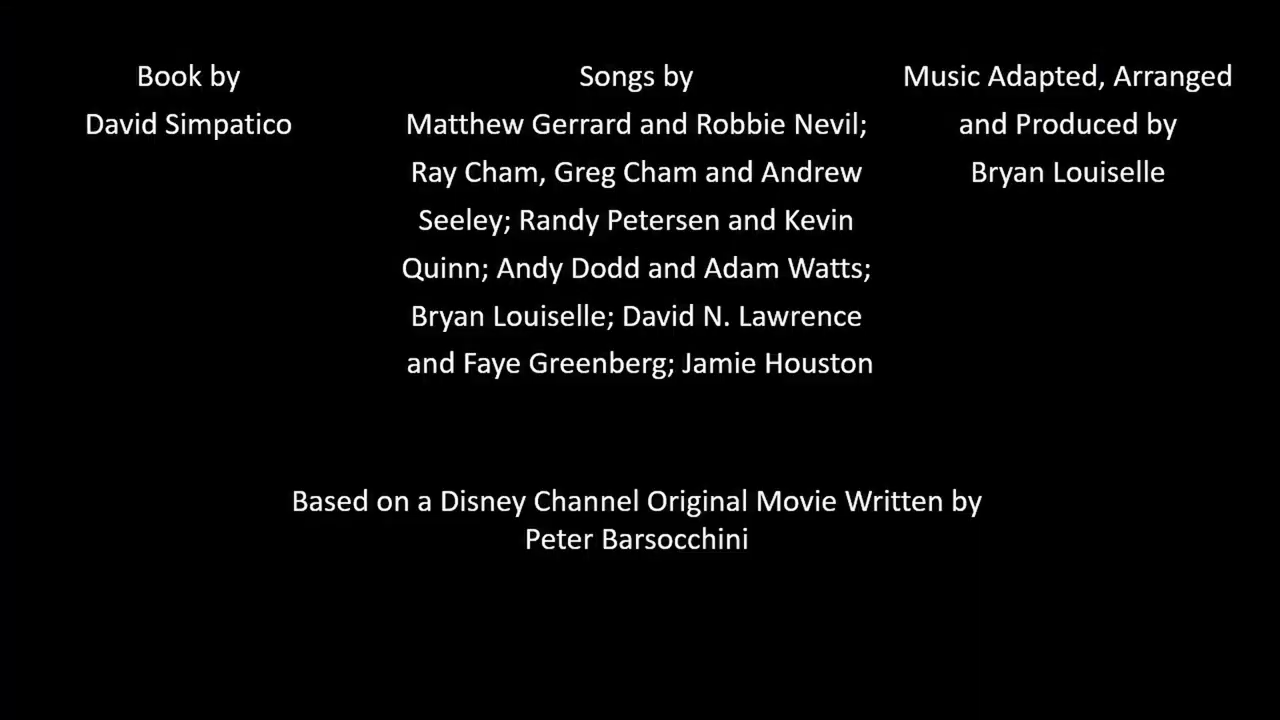 Book by
David Simpatico
Songs by
Matthew Gerrard and Robbie Nevil;
Ray Cham, Greg Cham and Andrew
Seeley; Randy Petersen and Kevin
Quinn; Andy Dodd and Adam Watts;
Bryan Louiselle; David N. Lawrence
and Faye Greenberg; Jamie Houston
Music Adapted, Arranged
and Produced by
Bryan Louiselle
Based on a Disney Channel Original Movie Written by
Peter Barsocchini